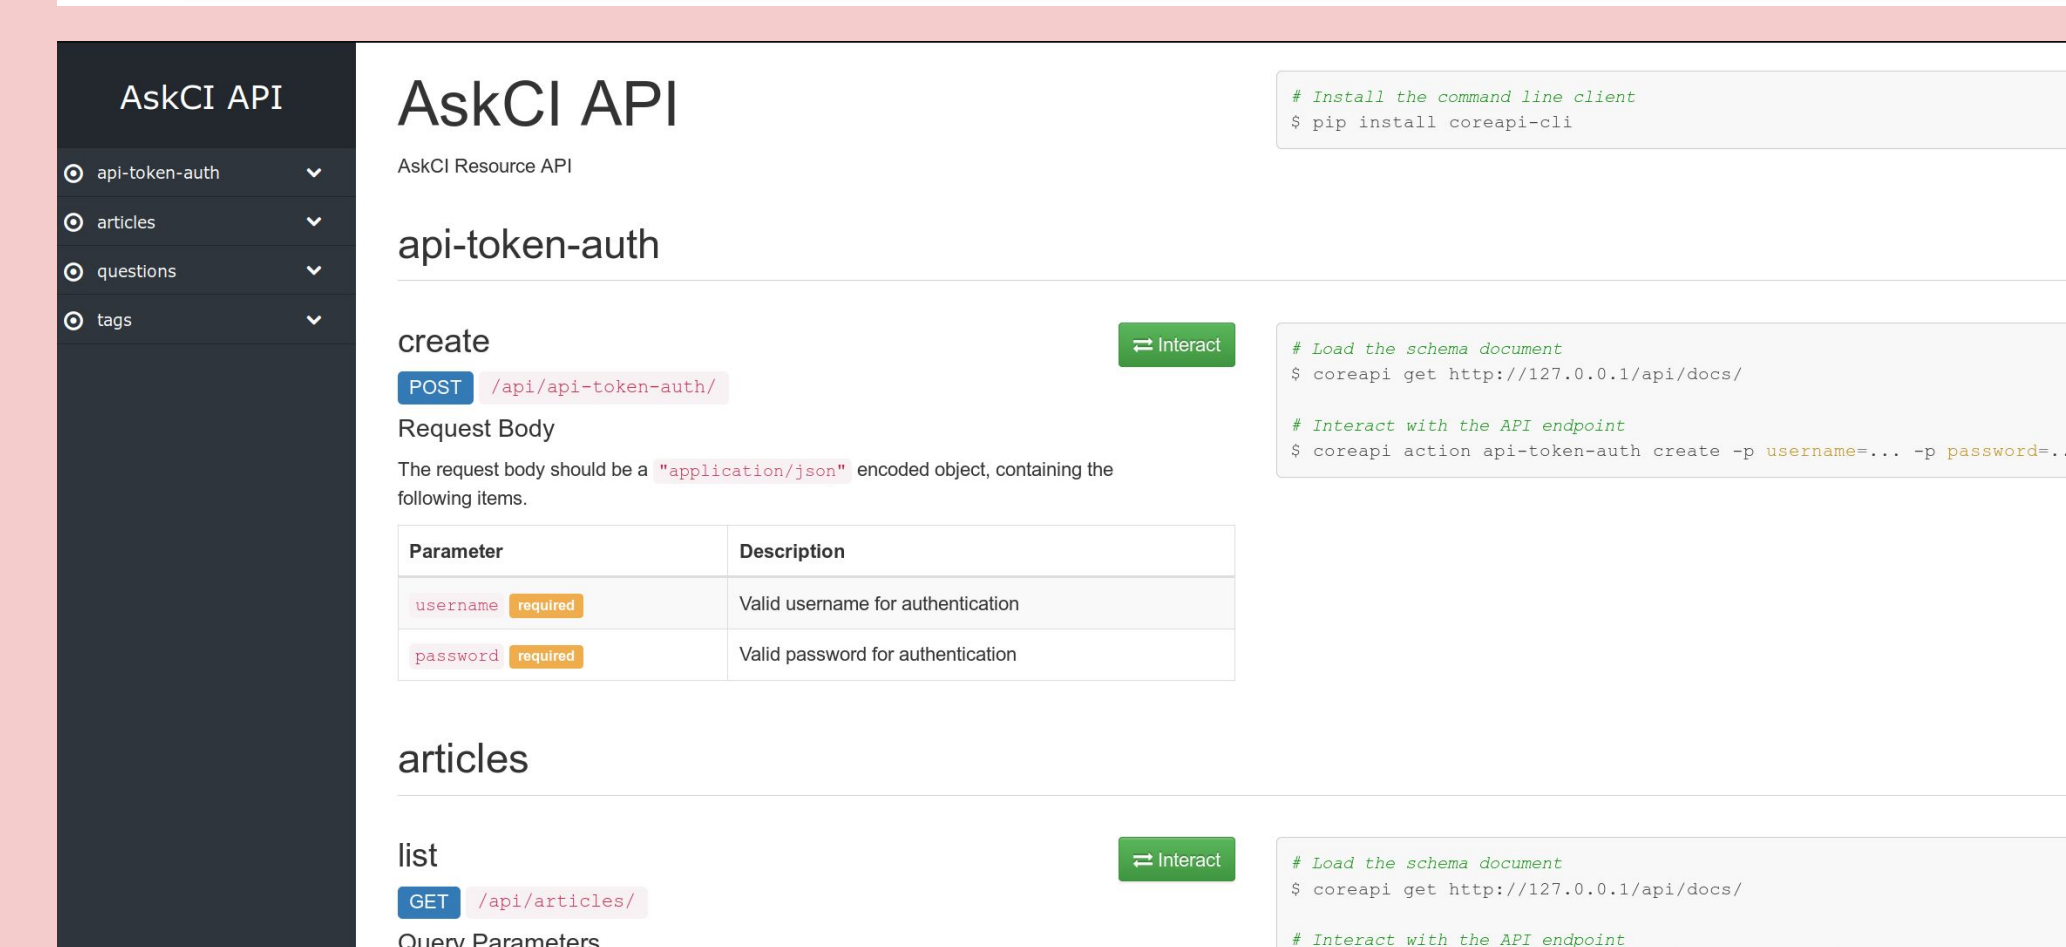 AskCI API
api-token-auth
articles
questions
tags
AskCI API
AskCI Resource API
# Install the command line client
$ pip install coreapi-cli
api-token-auth
create
Interact
POST /api/api-token-auth/
Request Body
The request body should be a "application/json" encoded object, containing the
following items.
Parameter Description
username required Valid username for authentication
password required Valid password for authentication
# Load the schema document
$ coreapi get http://127.0.0.1/api/docs/
# Interact with the API endpoint
$ coreapi action api-token-auth create -p username=... -p password=..
articles
list
Interact
GET /api/articles/
Query Parameters
# Load the schema document
$ coreapi get http://127.0.0.1/api/docs/
# Interact with the API endpoint